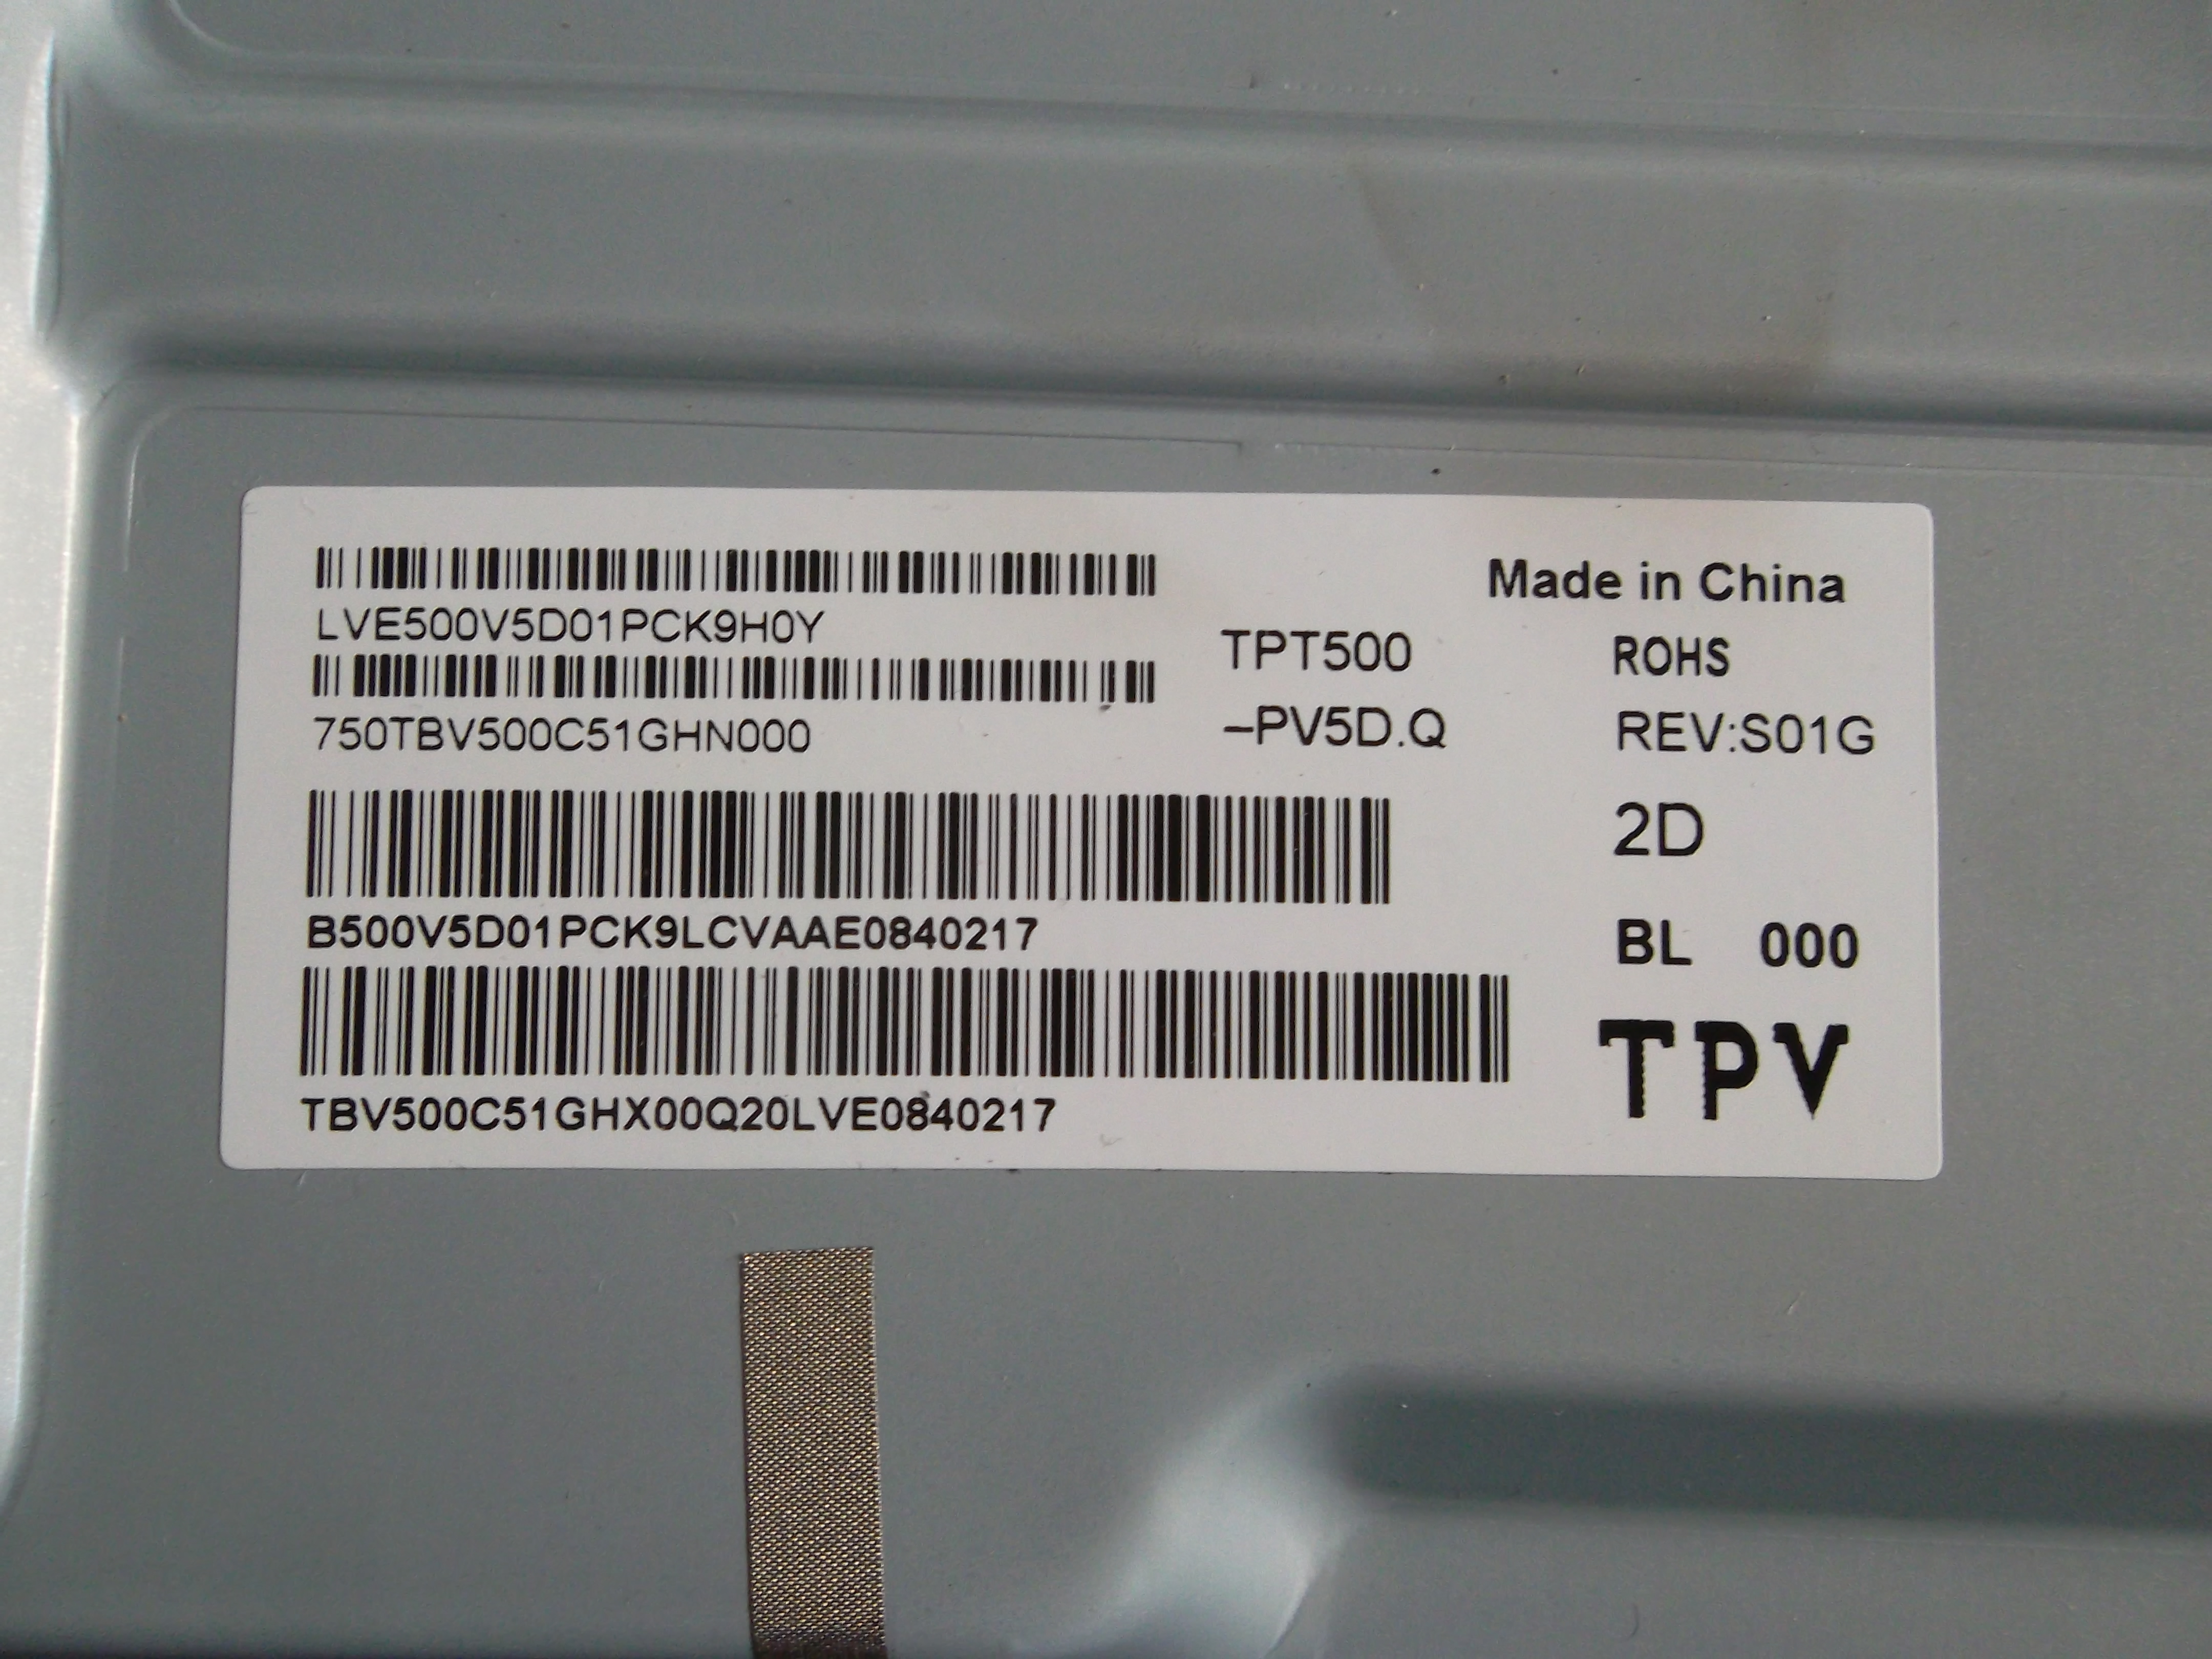 LVE500V5D01PCK9H0Y
750TBV500C51GHN000
B500V5D01PCK9LCVAAE0840217
TBV500C51GHX00Q20LVE0840217
TPT500
-PV5D.Q
Made in China
ROHS
REV:S01G
2D
BL 000
TPV